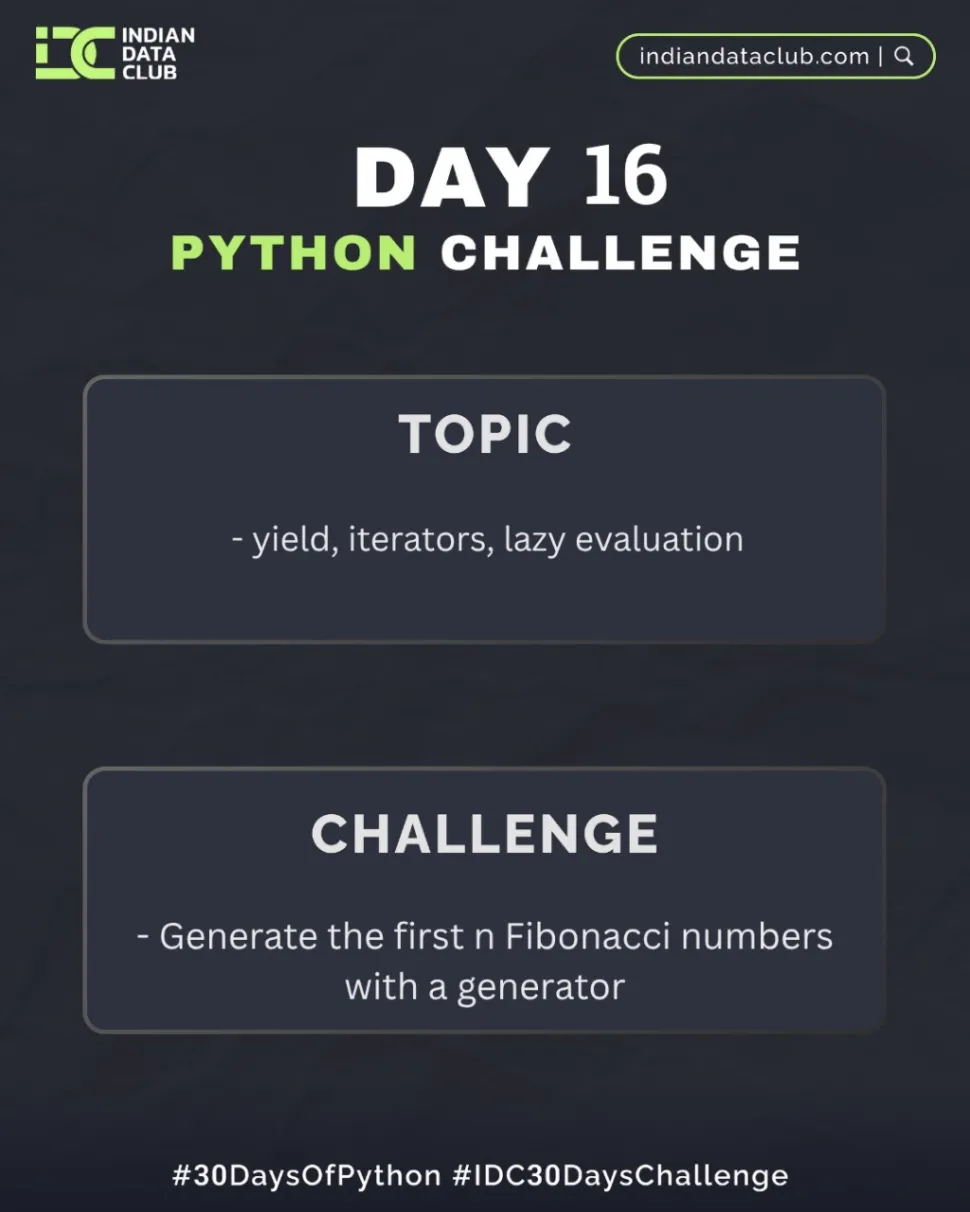 INDIAN
DATA
CLUB
indiandataclub.com |
DAY 16
PYTHON CHALLENGE
TOPIC
- yield, iterators, lazy evaluation
CHALLENGE
- Generate the first n Fibonacci numbers
with a generator
#30DaysOfPython #IDC30DaysChallenge